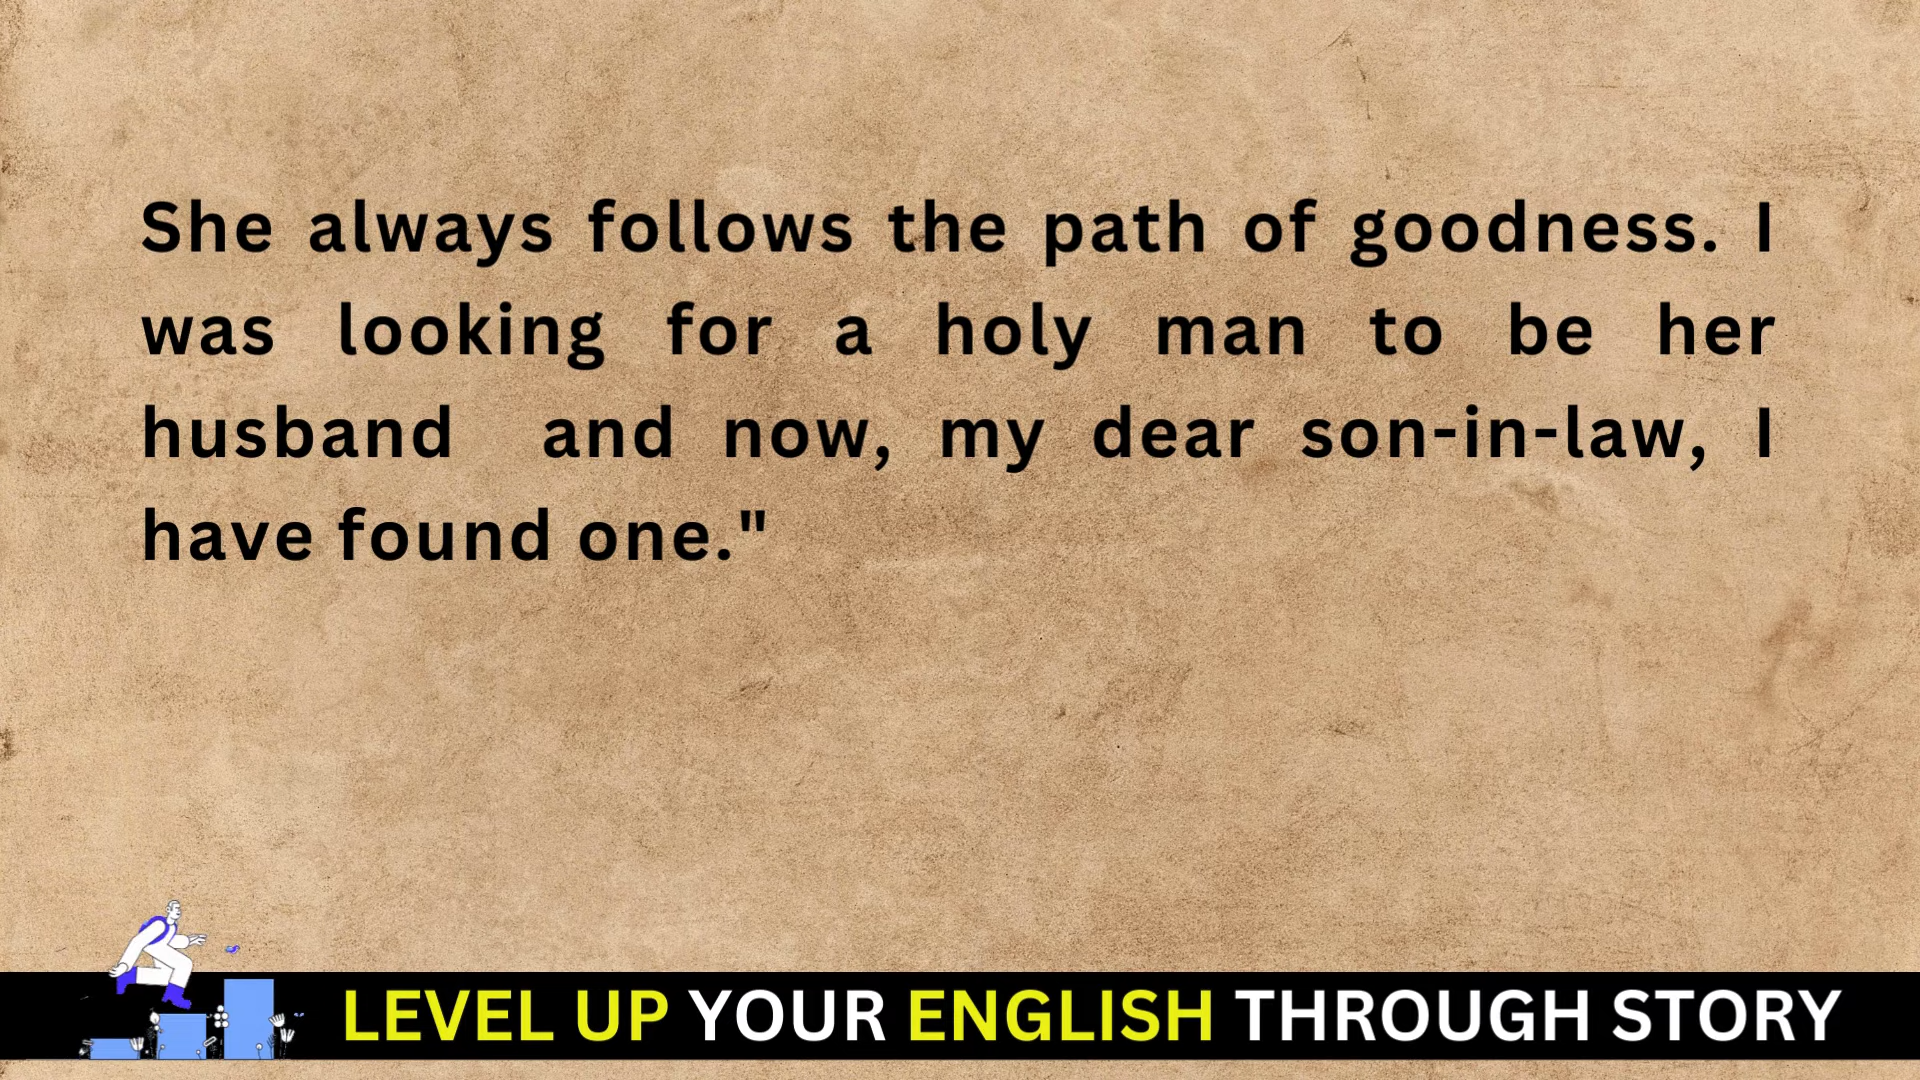 She always follows the path of goodness. I
was looking for a holy man to be her
husband and now, my dear son-in-law, I
have found one."
LEVEL UP YOUR ENGLISH THROUGH STORY